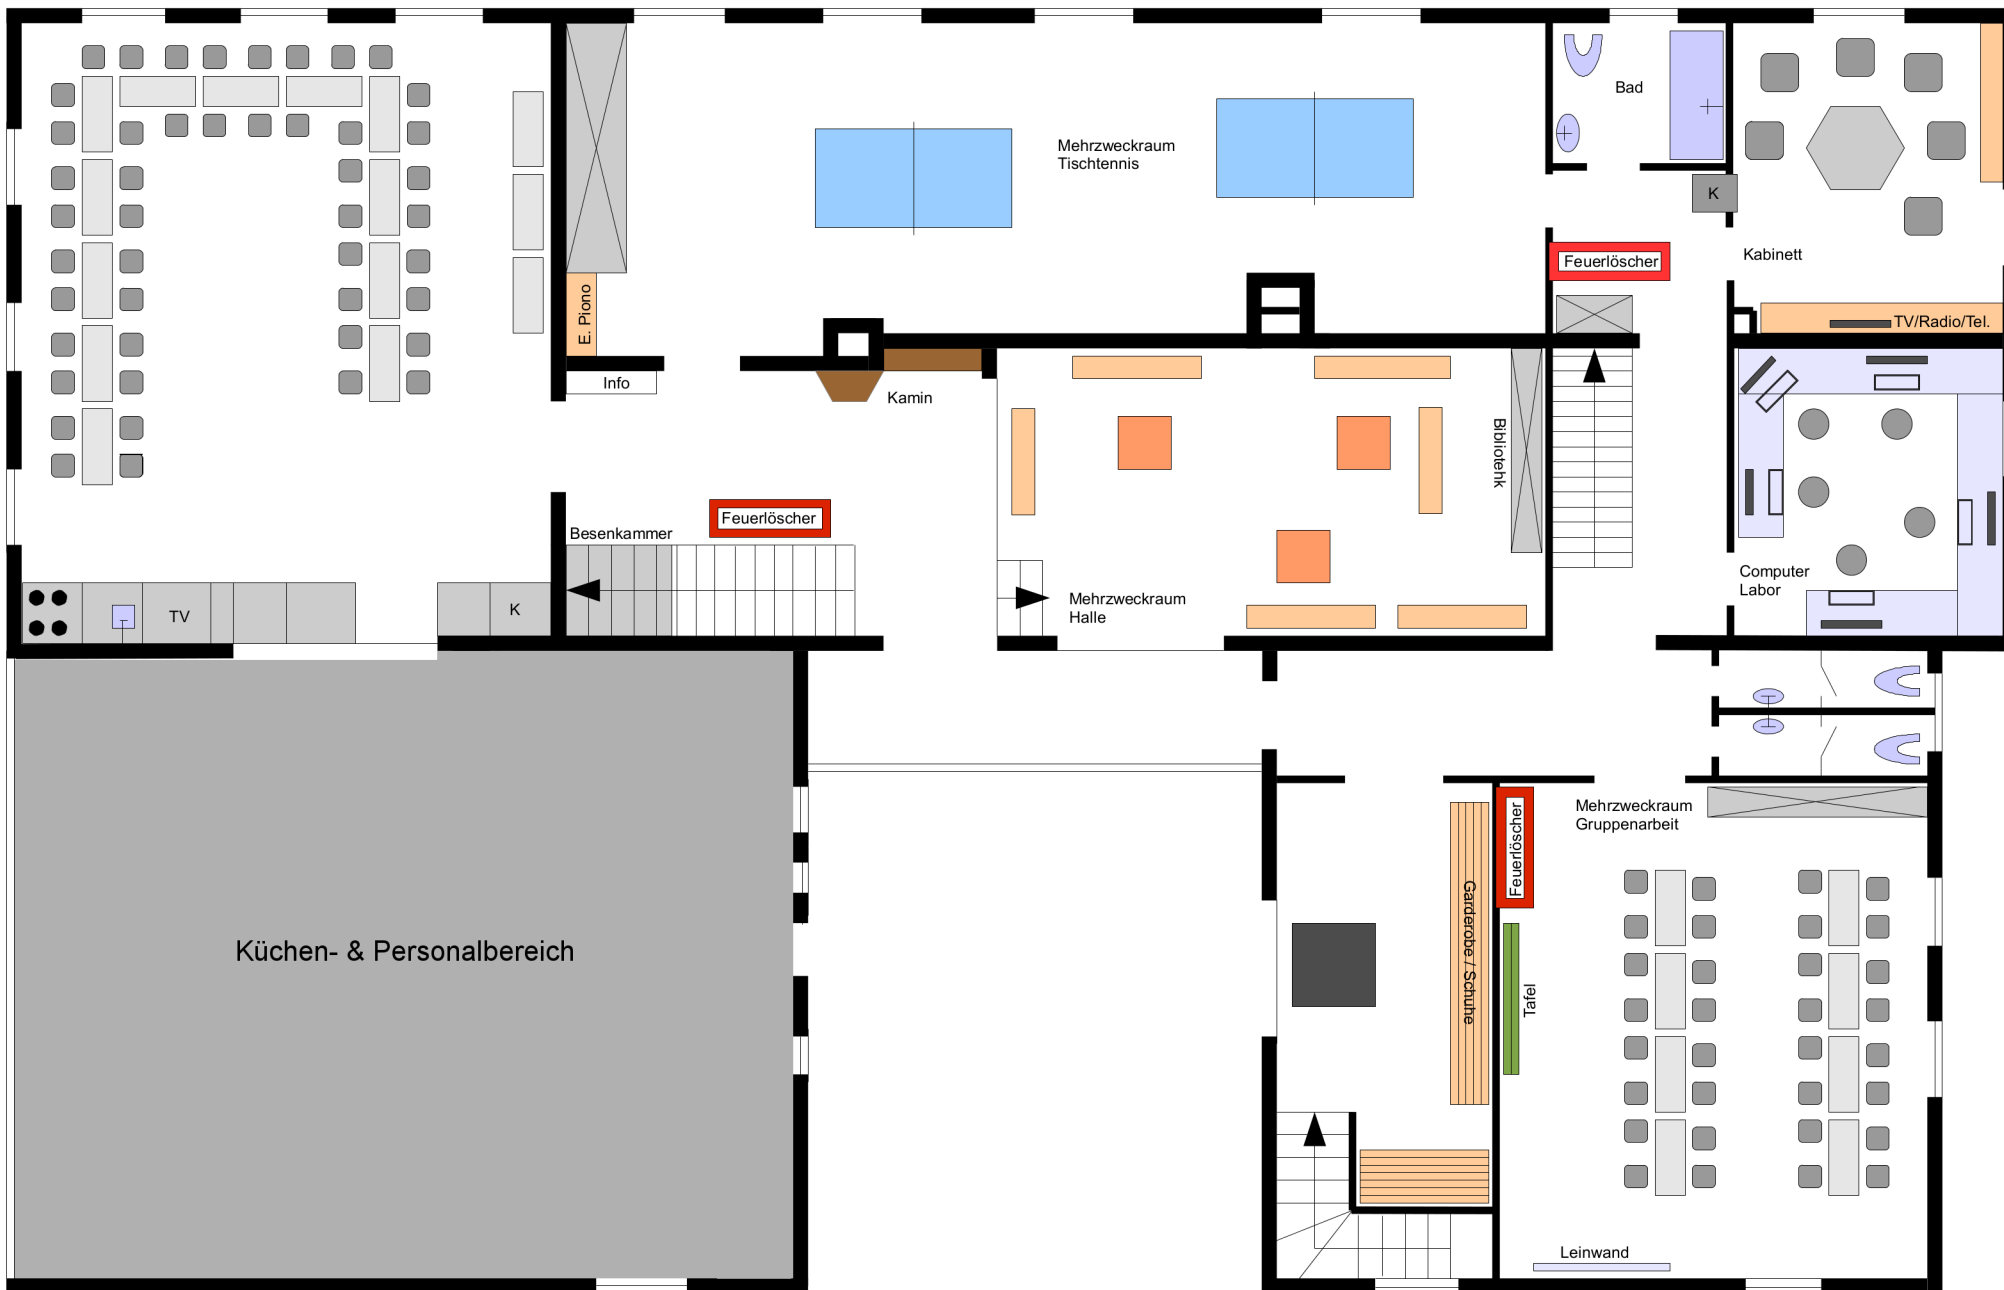 Bad
Mehrzweckraum
Tischtennis
K
Kabinett
Feuerlöscher
E. Piono
TV/Radio/Tel.
Info
Kamin
Bibliotehk
Feuerlöscher
Besenkammer
Computer
Labor
Mehrzweckraum
Halle
TV
K
Mehrzweckraum
Gruppenarbeit
Feuerlöscher
Garderobe / Schuhe
Küchen- & Personalbereich
Tafel
Leinwand